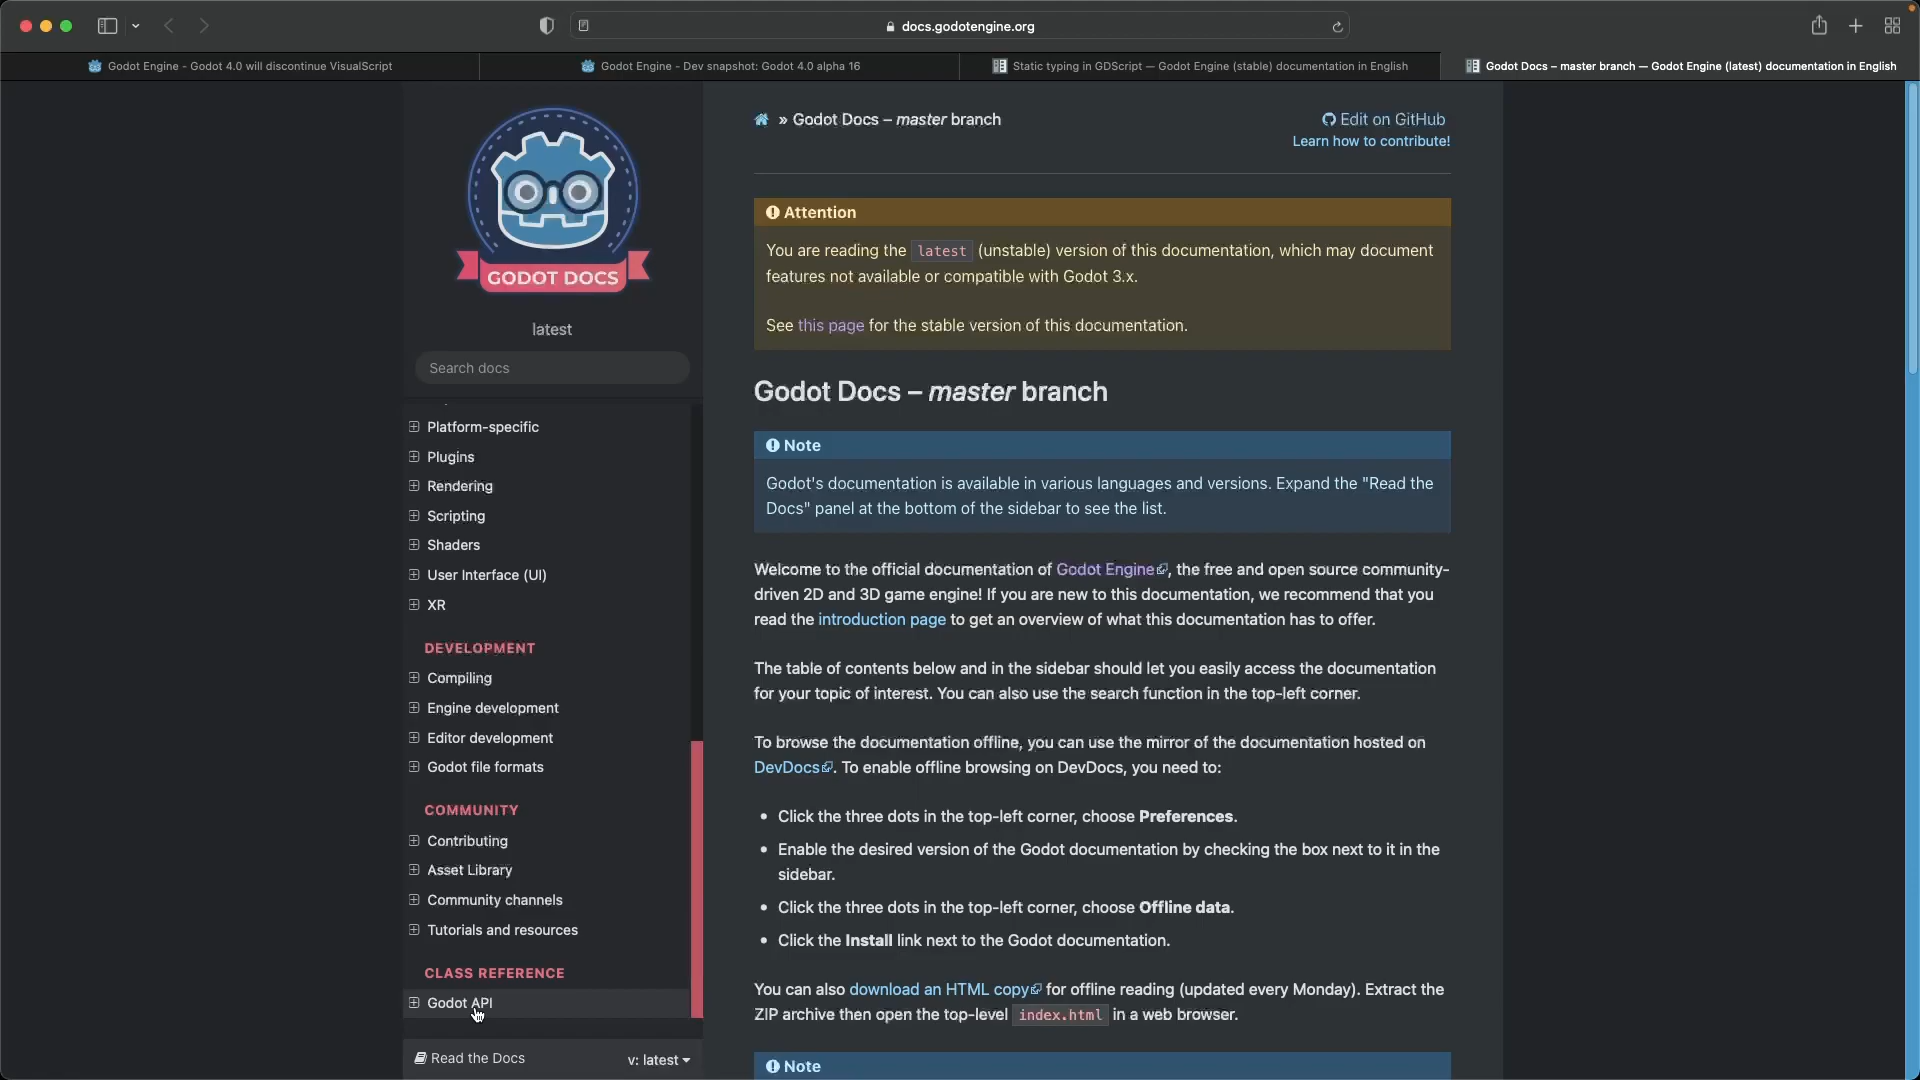 docs.godotengine.org
Godot Engine - Godot 4.0 will discontinue VisualScript
Godot Engine - Dev snapshot: Godot 4.0 alpha 16
Static typing in GDScript — Godot Engine (stable) documentation in English
Godot Docs – master branch — Godot Engine (latest) documentation in English
GODOT DOCS
latest
Search docs
Platform-specific
Plugins
Rendering
Scripting
Shaders
User Interface (UI)
XR
DEVELOPMENT
Compiling
Engine development
Editor development
Godot file formats
COMMUNITY
Contributing
Asset Library
Community channels
Tutorials and resources
CLASS REFERENCE
Godot API
Read the Docs
v: latest
» Godot Docs – master branch
Edit on GitHub
Learn how to contribute!
Attention
You are reading the latest (unstable) version of this documentation, which may document
features not available or compatible with Godot 3.x.
See this page for the stable version of this documentation.
Godot Docs – master branch
Note
Godot's documentation is available in various languages and versions. Expand the "Read the
Docs" panel at the bottom of the sidebar to see the list.
Welcome to the official documentation of Godot Engine, the free and open source community-
driven 2D and 3D game engine! If you are new to this documentation, we recommend that you
read the introduction page to get an overview of what this documentation has to offer.
The table of contents below and in the sidebar should let you easily access the documentation
for your topic of interest. You can also use the search function in the top-left corner.
To browse the documentation offline, you can use the mirror of the documentation hosted on
DevDocs. To enable offline browsing on DevDocs, you need to:
• Click the three dots in the top-left corner, choose Preferences.
• Enable the desired version of the Godot documentation by checking the box next to it in the
sidebar.
• Click the three dots in the top-left corner, choose Offline data.
• Click the Install link next to the Godot documentation.
You can also download an HTML copy for offline reading (updated every Monday). Extract the
ZIP archive then open the top-level index.html in a web browser.
Note